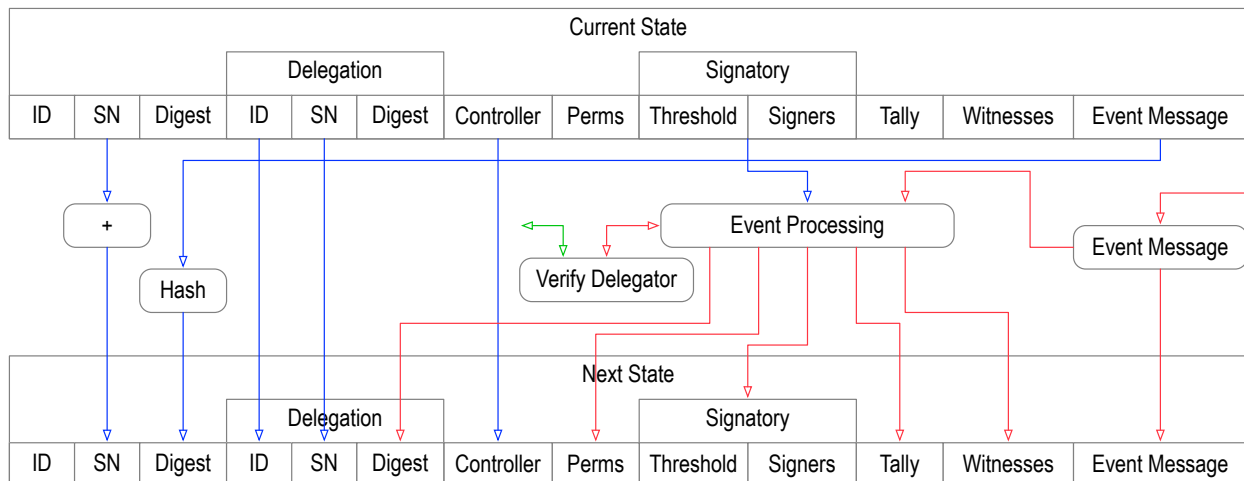 Current State
Delegation Signatory
ID SN Digest ID SN Digest Controller Perms Threshold Signers Tally Witnesses Event Message
+ Event Processing Event Message
Verify Delegator
Hash
Next State
Delegation Signatory
ID SN Digest ID SN Digest Controller Perms Threshold Signers Tally Witnesses Event Message